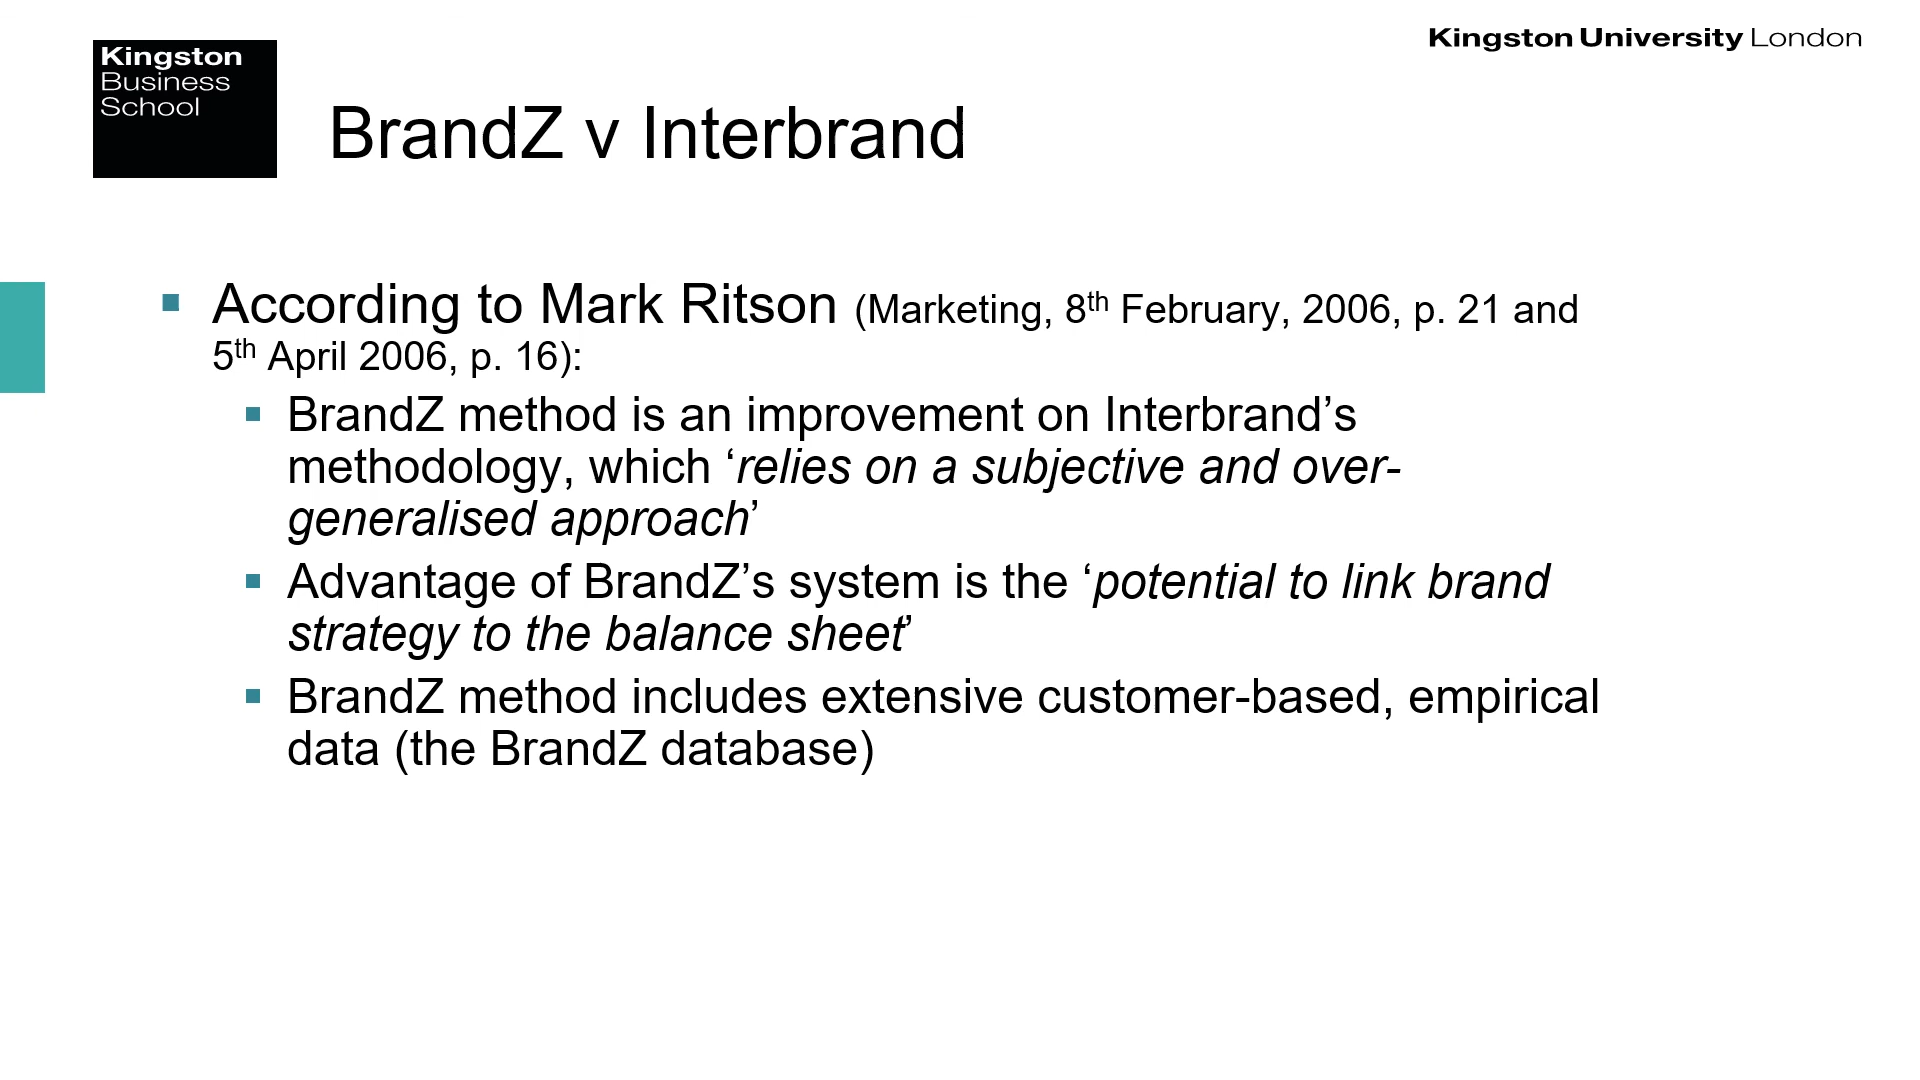 Kingston University London
Kingston
Business
School
BrandZ v Interbrand
▪ According to Mark Ritson (Marketing, 8th February, 2006, p. 21 and
5th April 2006, p. 16):
▪ BrandZ method is an improvement on Interbrand’s
methodology, which ‘relies on a subjective and over-
generalised approach’
▪ Advantage of BrandZ’s system is the ‘potential to link brand
strategy to the balance sheet’
▪ BrandZ method includes extensive customer-based, empirical
data (the BrandZ database)